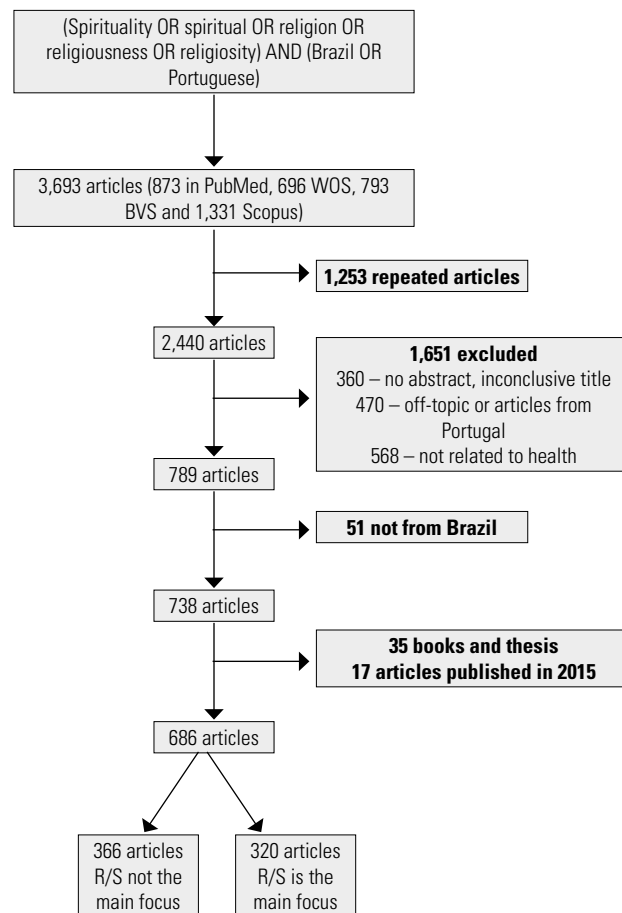 (Spirituality OR spiritual OR religion OR
religiousness OR religiosity) AND (Brazil OR
Portuguese)
3,693 articles (873 in PubMed, 696 WOS, 793
BVS and 1,331 Scopus)
1,253 repeated articles
2,440 articles
1,651 excluded
360 – no abstract, inconclusive title
470 – off-topic or articles from
Portugal
568 – not related to health
789 articles
51 not from Brazil
738 articles
35 books and thesis
17 articles published in 2015
686 articles
366 articles
R/S not the
main focus
320 articles
R/S is the
main focus